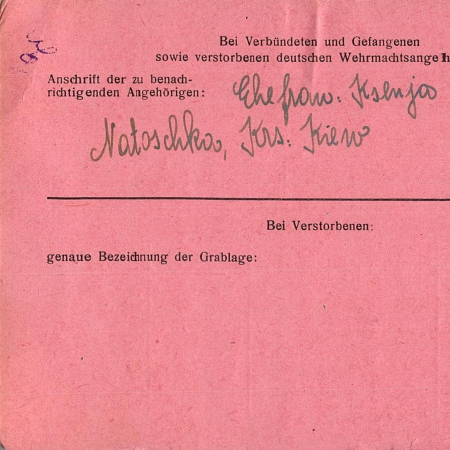 Bei Verbündeten und Gefangenen
sowie verstorbenen deutschen Wehrmachtsangeh
Anschrift der zu benach-
richtigenden Angehörigen: Ehefrau: Ksenja
Natoschka, Krs: Kiew
Bei Verstorbenen:
genaue Bezeichnung der Grablage: